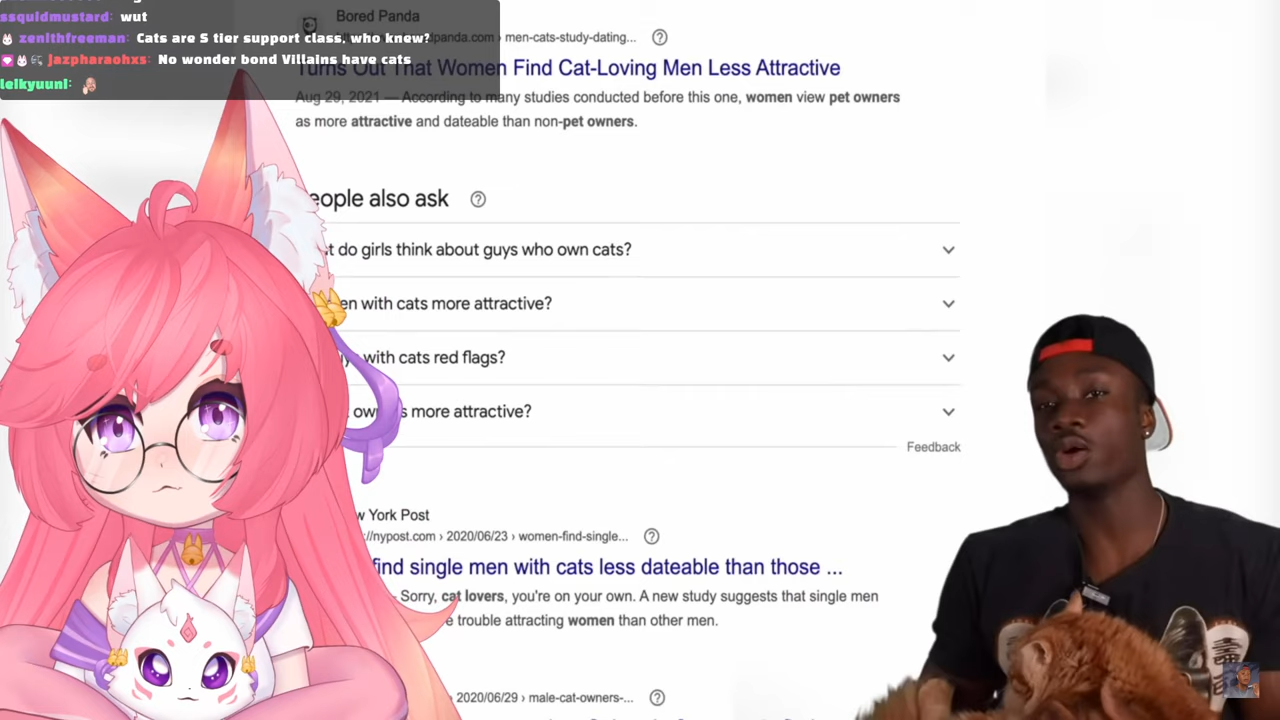 ssquidmustard: wut
zenithfreeman: Cats are S tier support class, who knew?
jazpharaohxs: No wonder bond Villains have cats
leikyuuni:
Bored Panda
men-cats-study-dating...
Turns Out That Women Find Cat-Loving Men Less Attractive
Aug 29, 2021 — According to many studies conducted before this one, women view pet owners
as more attractive and dateable than non-pet owners.
eople also ask
t do girls think about guys who own cats?
en with cats more attractive?
with cats red flags?
s more attractive?
Feedback
w York Post
://nypost.com › 2020/06/23 › women-find-single...
find single men with cats less dateable than those ...
Sorry, cat lovers, you're on your own. A new study suggests that single men
e trouble attracting women than other men.
2020/06/29 › male-cat-owners-...